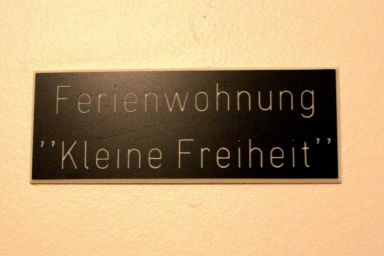 Ferienwohnung
"Kleine Freiheit"